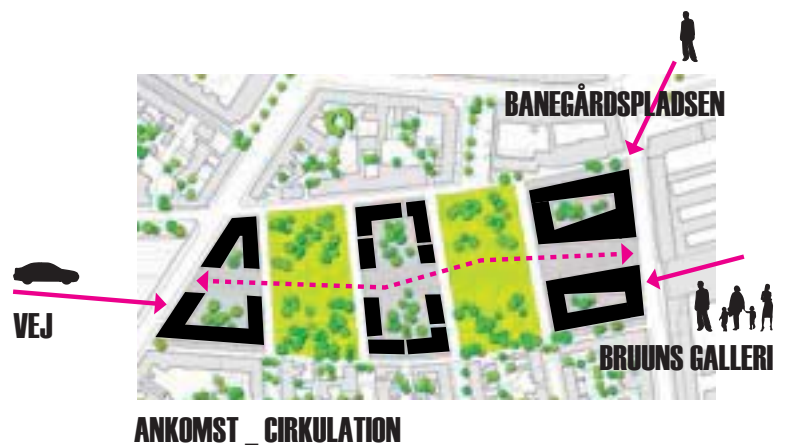 BANEGÅRDSPLADSEN
VEJ
BRUUNS GALLERI
ANKOMST _ CIRKULATION